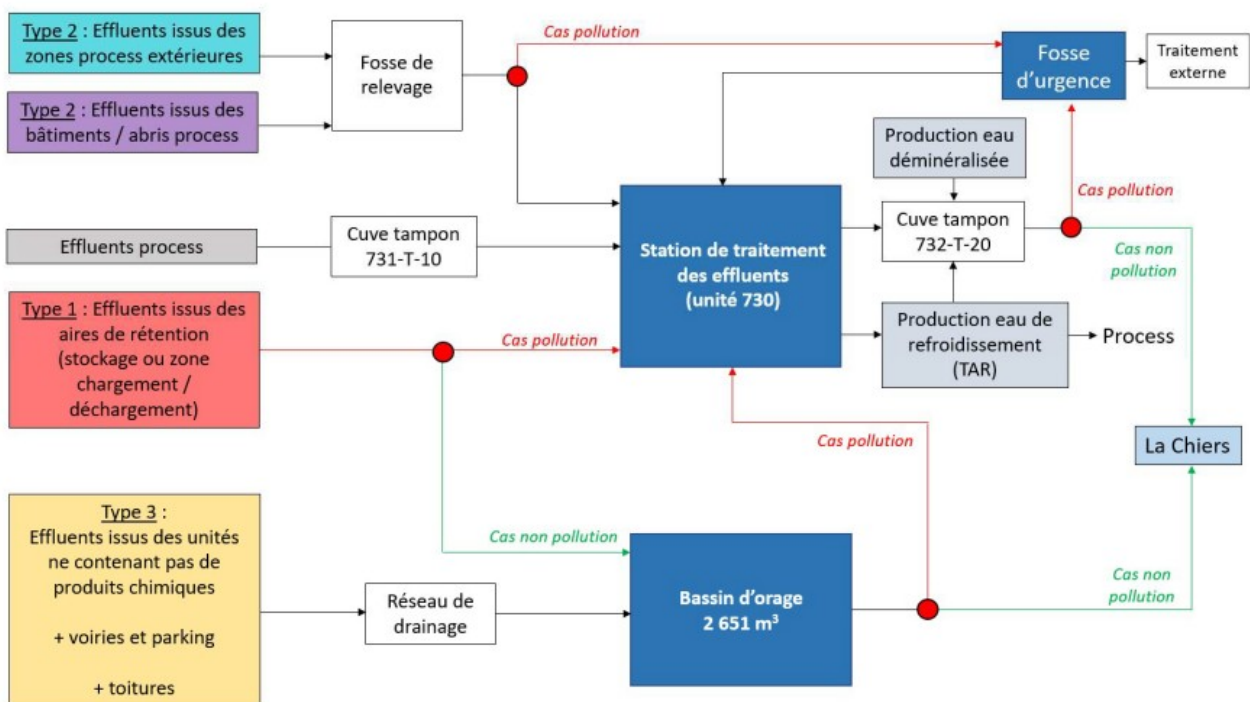 Type 2 : Effluents issus des
zones process extérieures
Type 2 : Effluents issus des
bâtiments / abris process
Fosse de
relevage
Cas pollution
Fosse
d'urgence
Traitement
externe
Production eau
déminéralisée
Cas pollution
Effluents process
Cuve tampon
731-T-10
Station de traitement
des effluents
(unité 730)
Cuve tampon
732-T-20
Cas non
pollution
Type 1 : Effluents issus des
aires de rétention
(stockage ou zone
chargement /
déchargement)
Cas pollution
Production eau de
refroidissement
(TAR)
Process
Cas pollution
La Chiers
Type 3 :
Effluents issus des unités
ne contenant pas de
produits chimiques
+ voiries et parking
+ toitures
Cas non pollution
Réseau de
drainage
Bassin d'orage
2 651 m³
Cas non
pollution